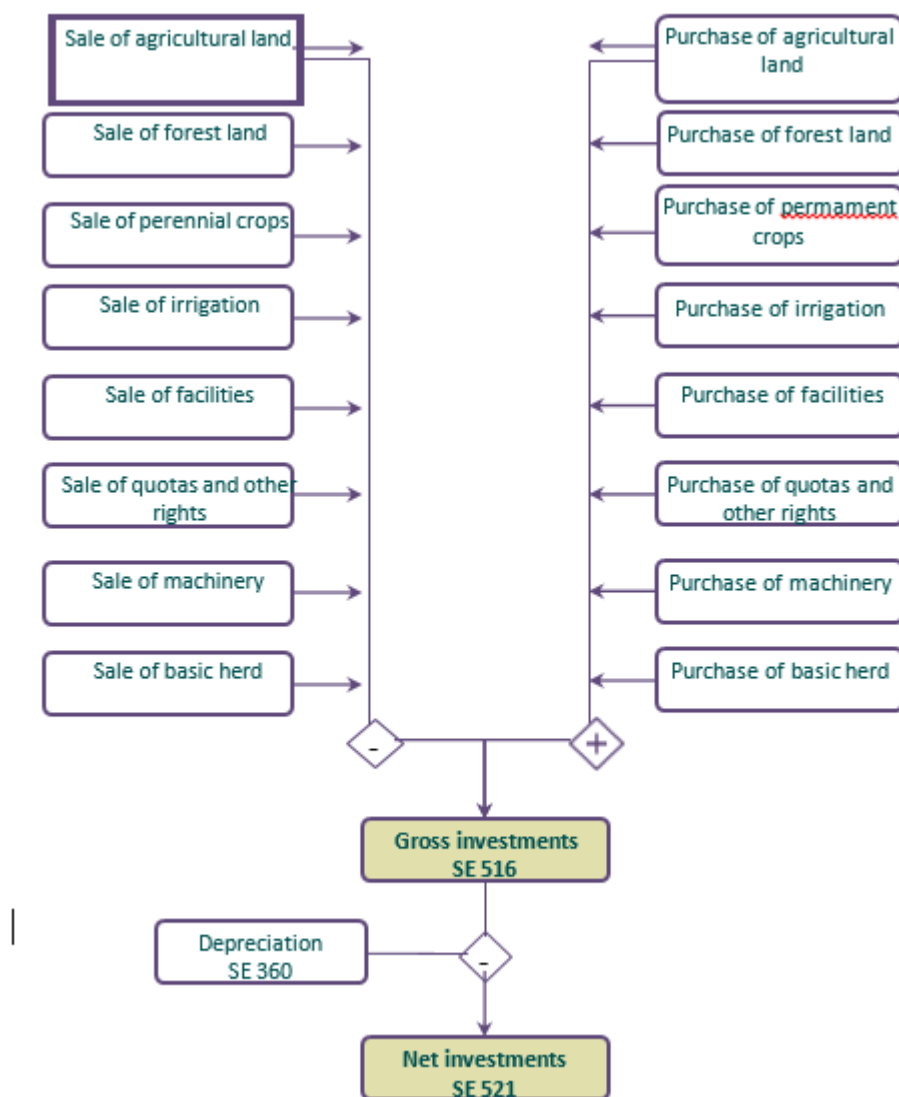 Sale of agricultural land
Purchase of agricultural
land
Sale of forest land
Purchase of forest land
Sale of perennial crops
Purchase of permament
crops
Sale of irrigation
Purchase of irrigation
Sale of facilities
Purchase of facilities
Sale of quotas and other
rights
Purchase of quotas and
other rights
Sale of machinery
Purchase of machinery
Sale of basic herd
Purchase of basic herd
-
+
Gross investments
SE 516
Depreciation
SE 360
-
Net investments
SE 521